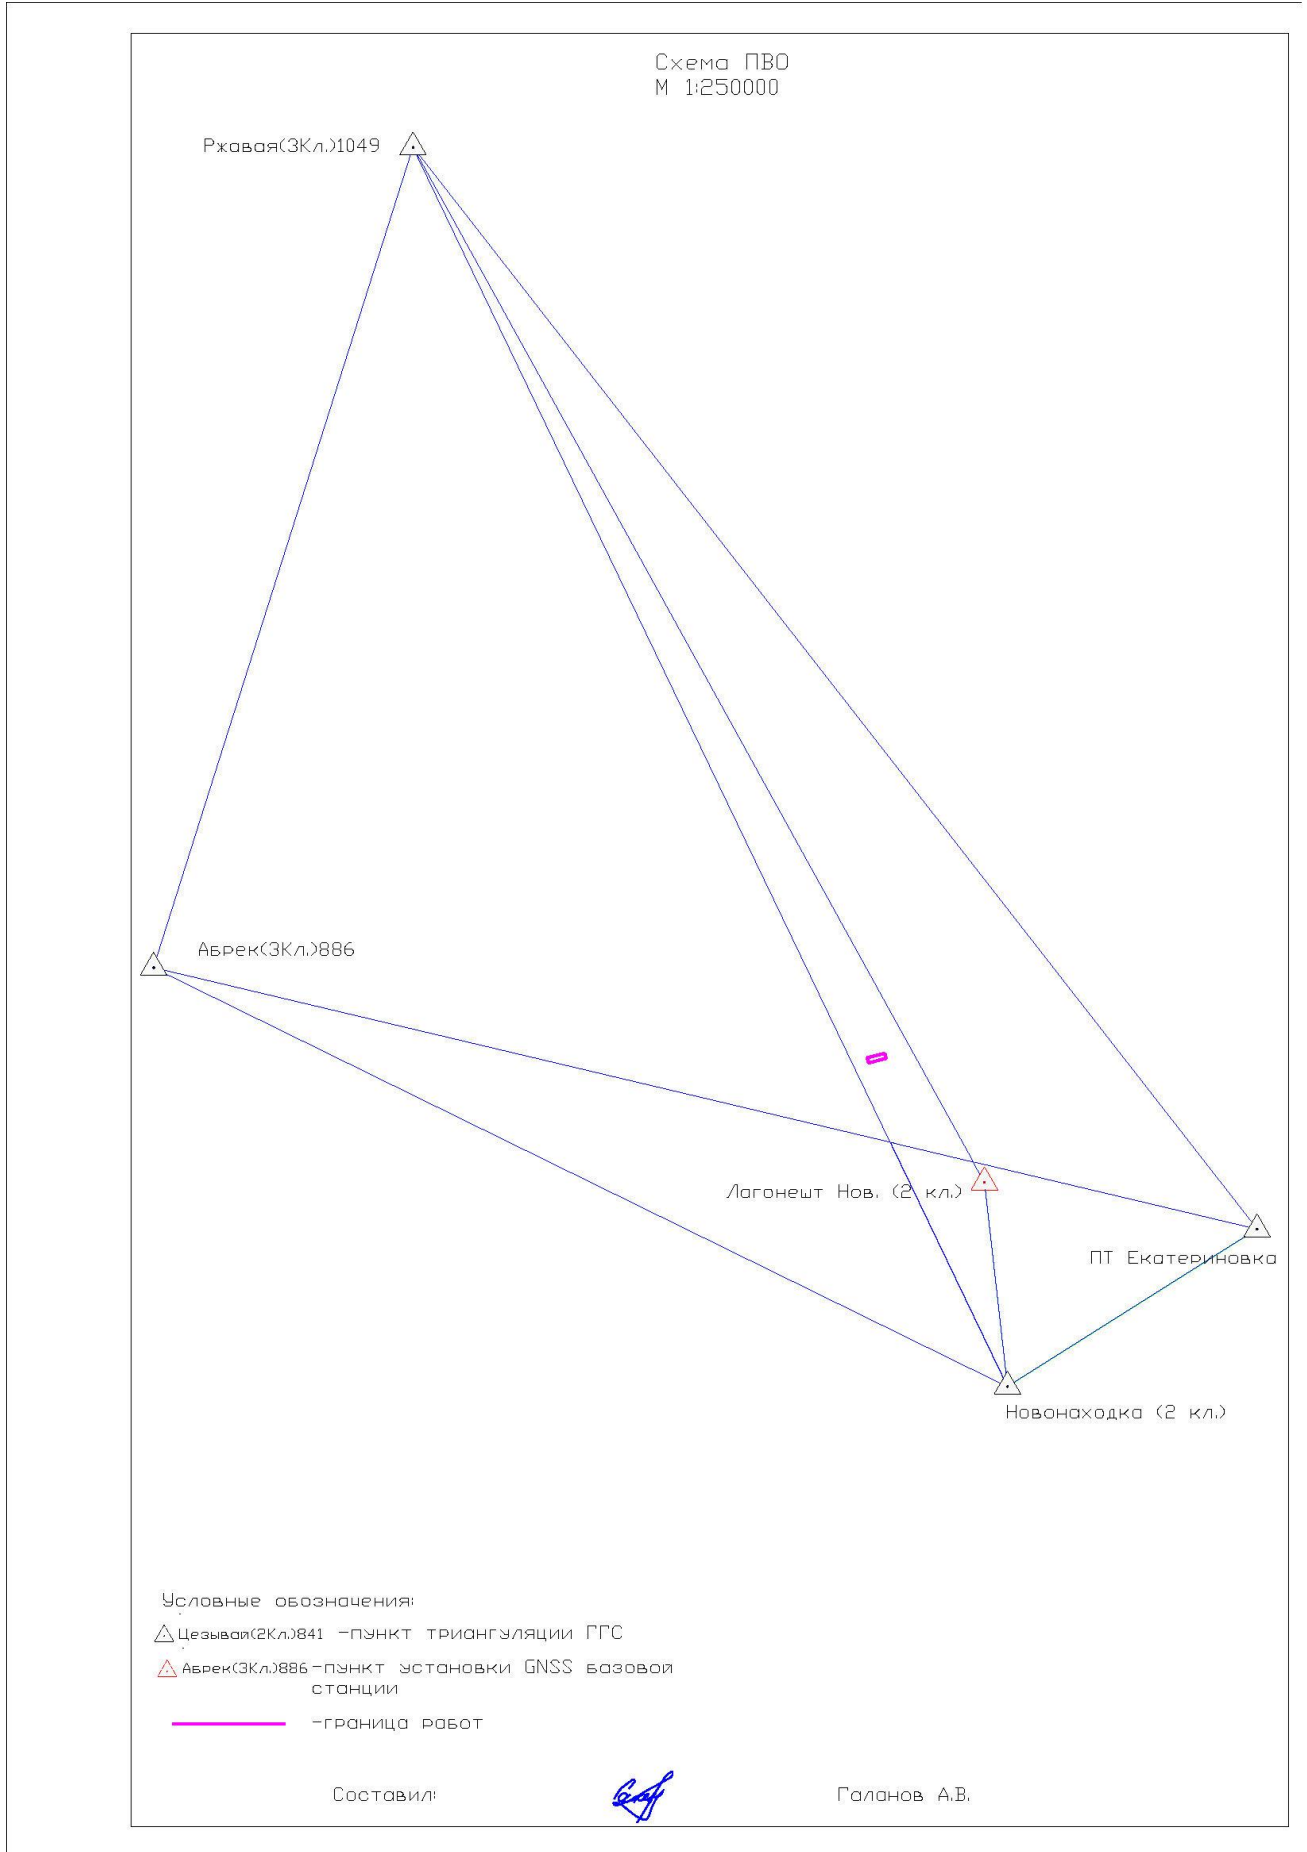 Схема ПВО
М 1:250000
Ржавая(3Кл.)1049
Абрек(3Кл.)886
Лагонешт Нов. (2 кл.)
ПТ Екатериновка
Новонаходка (2 кл.)
Условные обозначения:
Цезывай(2Кл.)841 -пункт триангуляции ГГС
Абрек(3Кл.)886 -пункт установки GNSS базовой
станции
-граница работ
Составил: Галанов А.В.